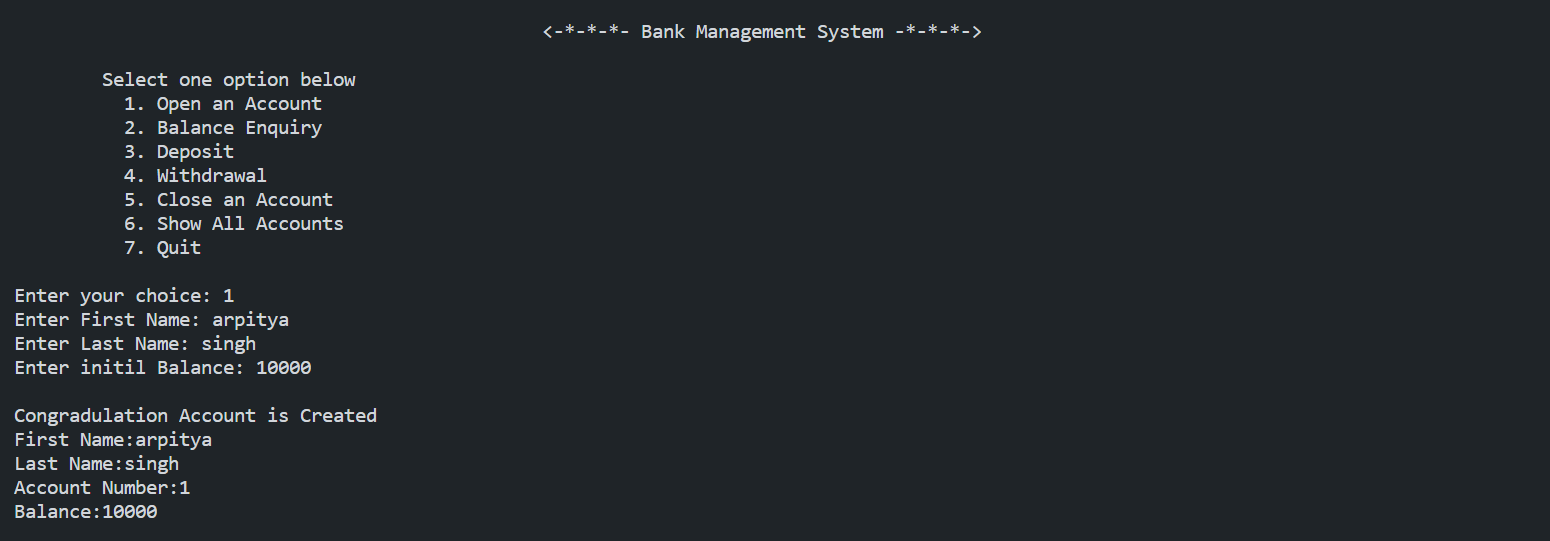 <-*-*-*- Bank Management System -*-*-*->
Select one option below
1. Open an Account
2. Balance Enquiry
3. Deposit
4. Withdrawal
5. Close an Account
6. Show All Accounts
7. Quit
Enter your choice: 1
Enter First Name: arpitya
Enter Last Name: singh
Enter initil Balance: 10000
Congradulation Account is Created
First Name:arpitya
Last Name:singh
Account Number:1
Balance:10000